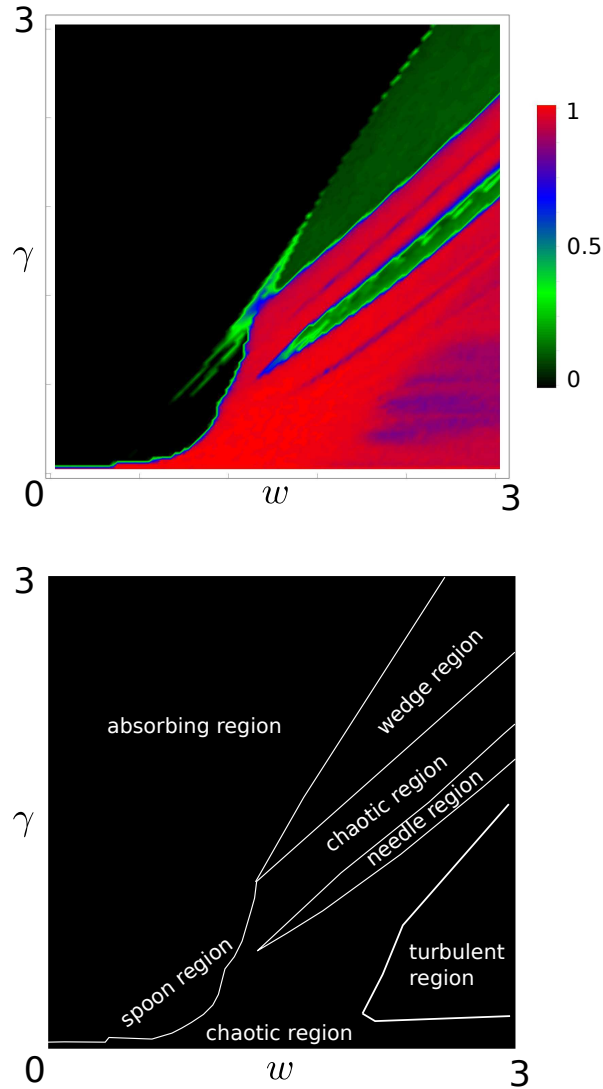 3
1
γ
0.5
0
0
w
3
3
wedge region
absorbing region
chaotic region
γ
needle region
turbulent
region
spoon region
chaotic region
0
w
3